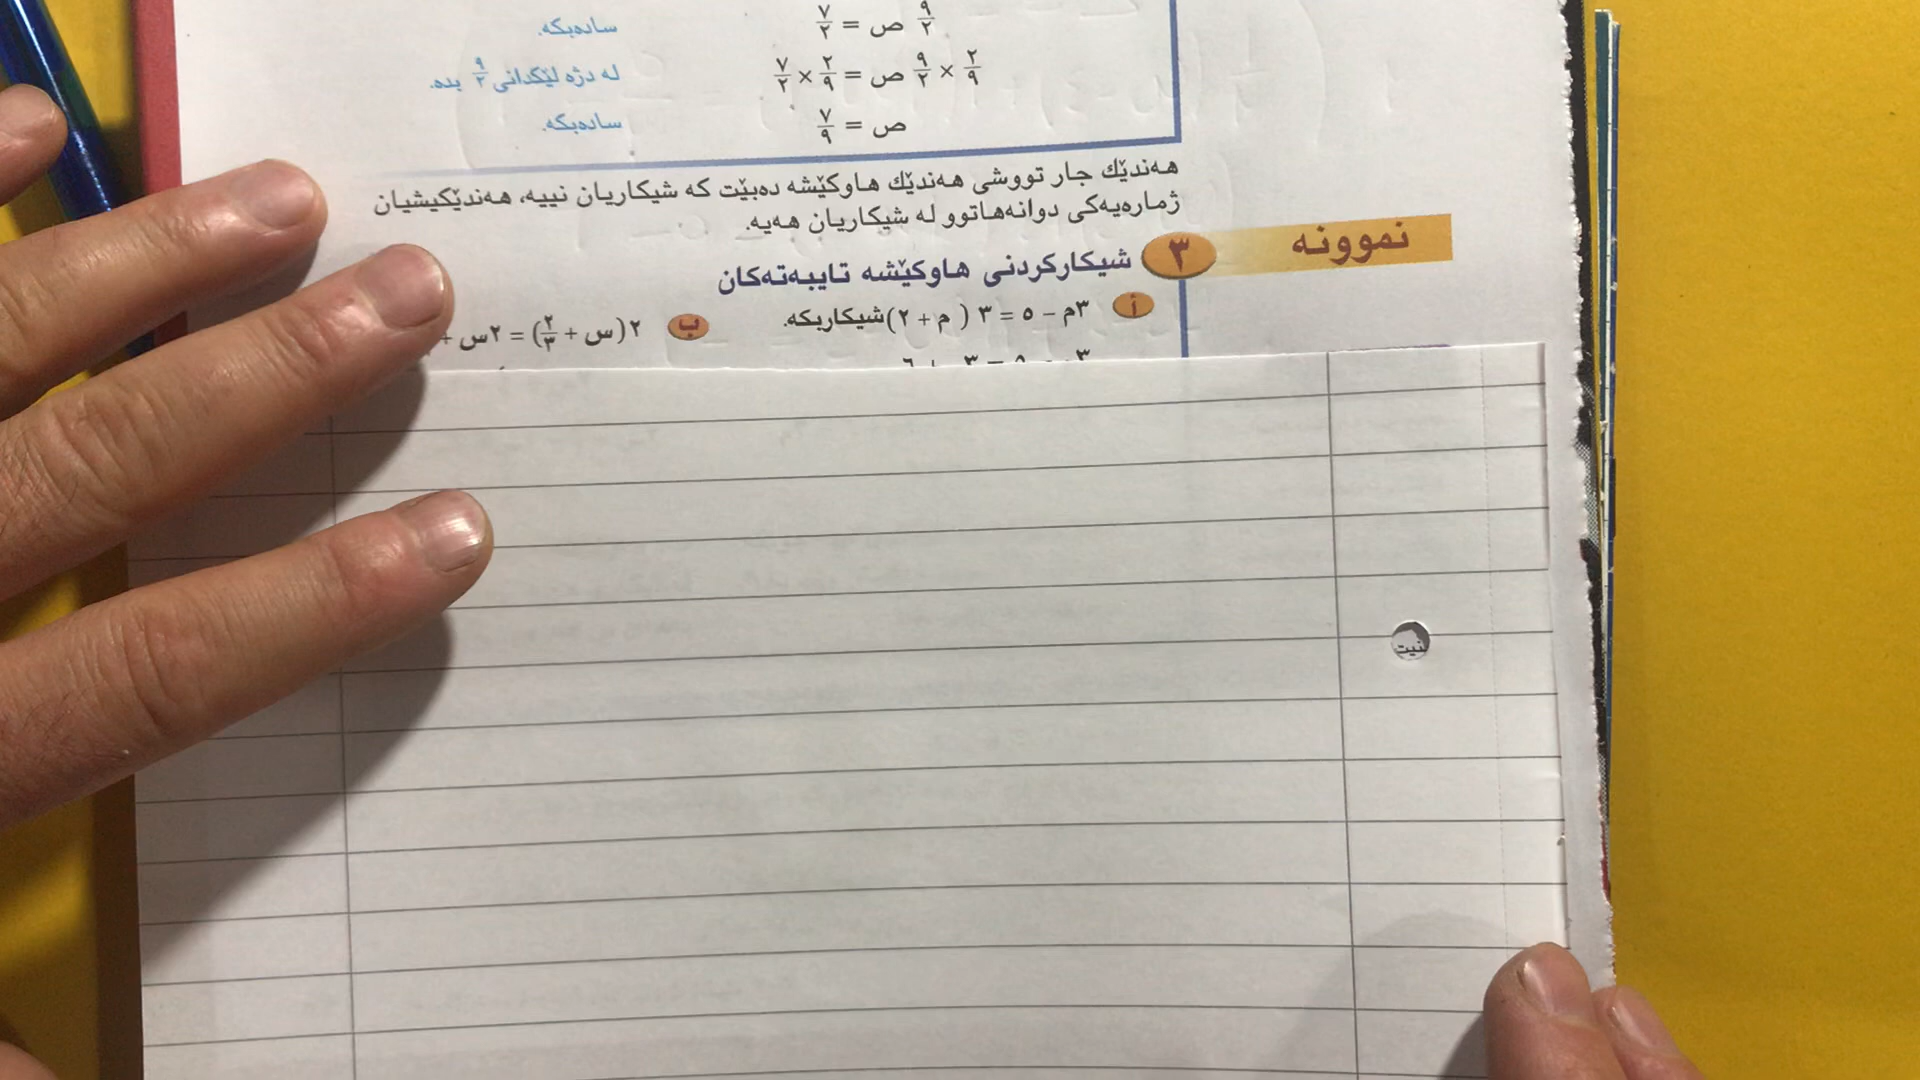 ٩/٢ ص = ٧/٢ سادەبکە.
٢/٩ × ٩/٢ ص = ٢/٩ × ٧/٢ لە دژە لێکدانی ٩/٢ بدە.
ص = ٧/٩ سادەبکە.
هەندێك جار تووشی هەندێك هاوکێشە دەبێت کە شیکاریان نییە، هەندێکیشیان
ژمارەیەکی دوانەهاتوو لە شیکاریان هەیە.
نموونە ٣ شیکارکردنی هاوکێشە تایبەتەکان
أ ٣م − ٥ = ٣ ( م + ٢) شیکاربکە.
ب ٢(س + ٢/٣) = ٢س +
نیت